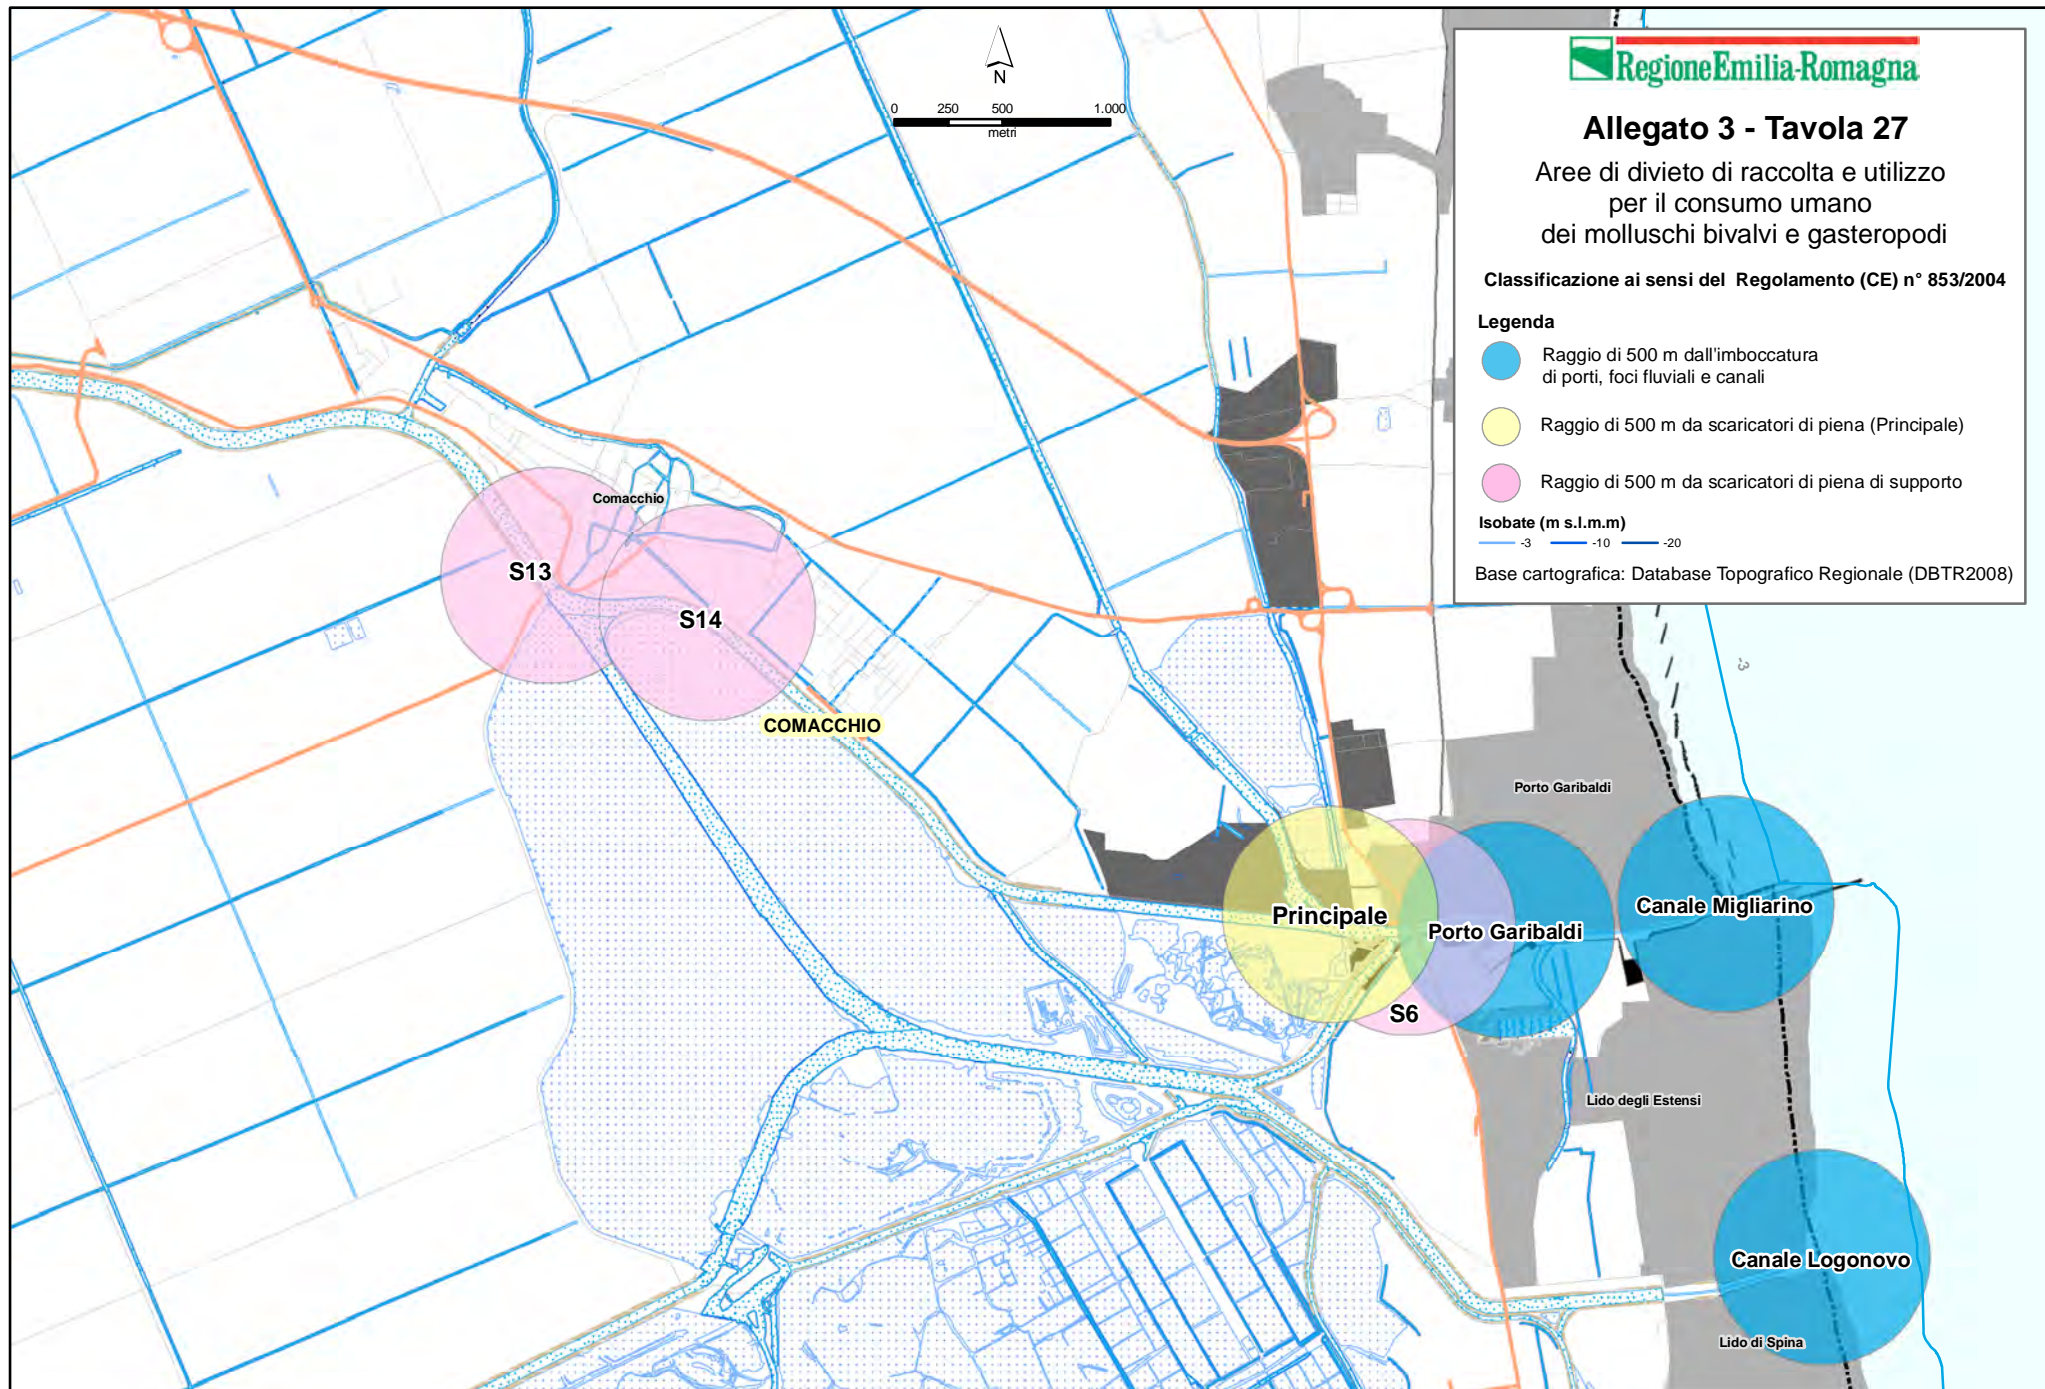 N
0 250 500 1.000
metri
RegioneEmilia-Romagna
Allegato 3 - Tavola 27
Aree di divieto di raccolta e utilizzo
per il consumo umano
dei molluschi bivalvi e gasteropodi
Classificazione ai sensi del Regolamento (CE) n° 853/2004
Legenda
Raggio di 500 m dall'imboccatura
di porti, foci fluviali e canali
Raggio di 500 m da scaricatori di piena (Principale)
Raggio di 500 m da scaricatori di piena di supporto
Isobate (m s.l.m.m)
-3 -10 -20
Base cartografica: Database Topografico Regionale (DBTR2008)
Comacchio
S13
S14
COMACCHIO
-3
Porto Garibaldi
Principale
Porto Garibaldi
Canale Migliarino
S6
Lido degli Estensi
Canale Logonovo
Lido di Spina